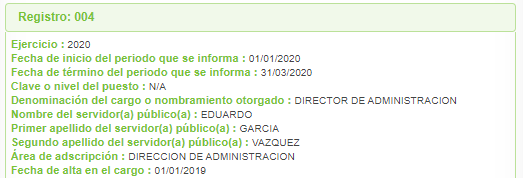 Registro: 004
Ejercicio : 2020
Fecha de inicio del periodo que se informa : 01/01/2020
Fecha de término del periodo que se informa : 31/03/2020
Clave o nivel del puesto : N/A
Denominación del cargo o nombramiento otorgado : DIRECTOR DE ADMINISTRACION
Nombre del servidor(a) público(a) : EDUARDO
Primer apellido del servidor(a) público(a) : GARCIA
Segundo apellido del servidor(a) público(a) : VAZQUEZ
Área de adscripción : DIRECCION DE ADMINISTRACION
Fecha de alta en el cargo : 01/01/2019